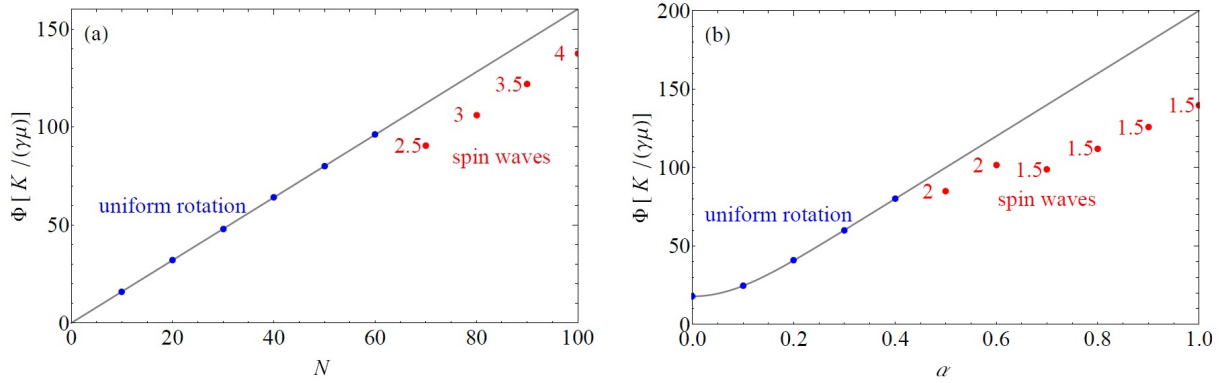 (a)
Φ [ K /(γμ)]
150
100
50
0
4
3.5
3
2.5
spin waves
uniform rotation
0 20 40 60 80 100
N
(b)
Φ [ K /(γμ)]
200
150
100
50
0
1.5
1.5
1.5
2 1.5
2
spin waves
uniform rotation
0.0 0.2 0.4 0.6 0.8 1.0
α